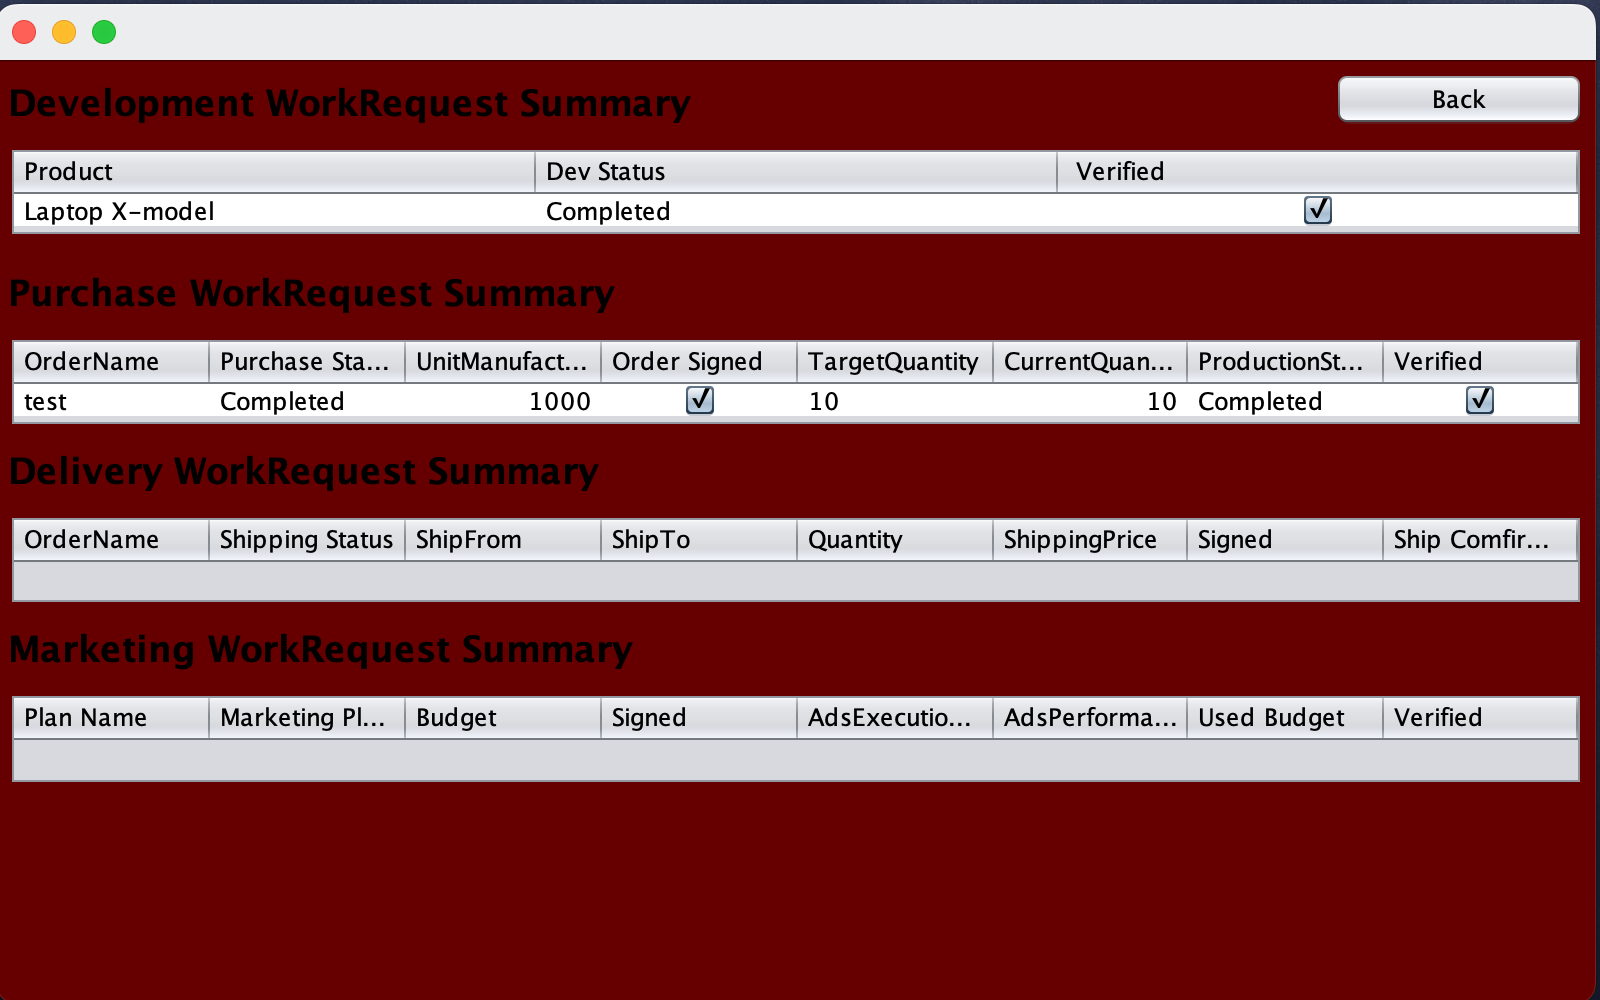 Development WorkRequest Summary
Back
Product Dev Status Verified
Laptop X-model Completed
Purchase WorkRequest Summary
OrderName Purchase Sta... UnitManufact... Order Signed TargetQuantity CurrentQuan... ProductionSt... Verified
test Completed 1000 10 10 Completed
Delivery WorkRequest Summary
OrderName Shipping Status ShipFrom ShipTo Quantity ShippingPrice Signed Ship Comfir...
Marketing WorkRequest Summary
Plan Name Marketing Pl... Budget Signed AdsExecutio... AdsPerforma... Used Budget Verified